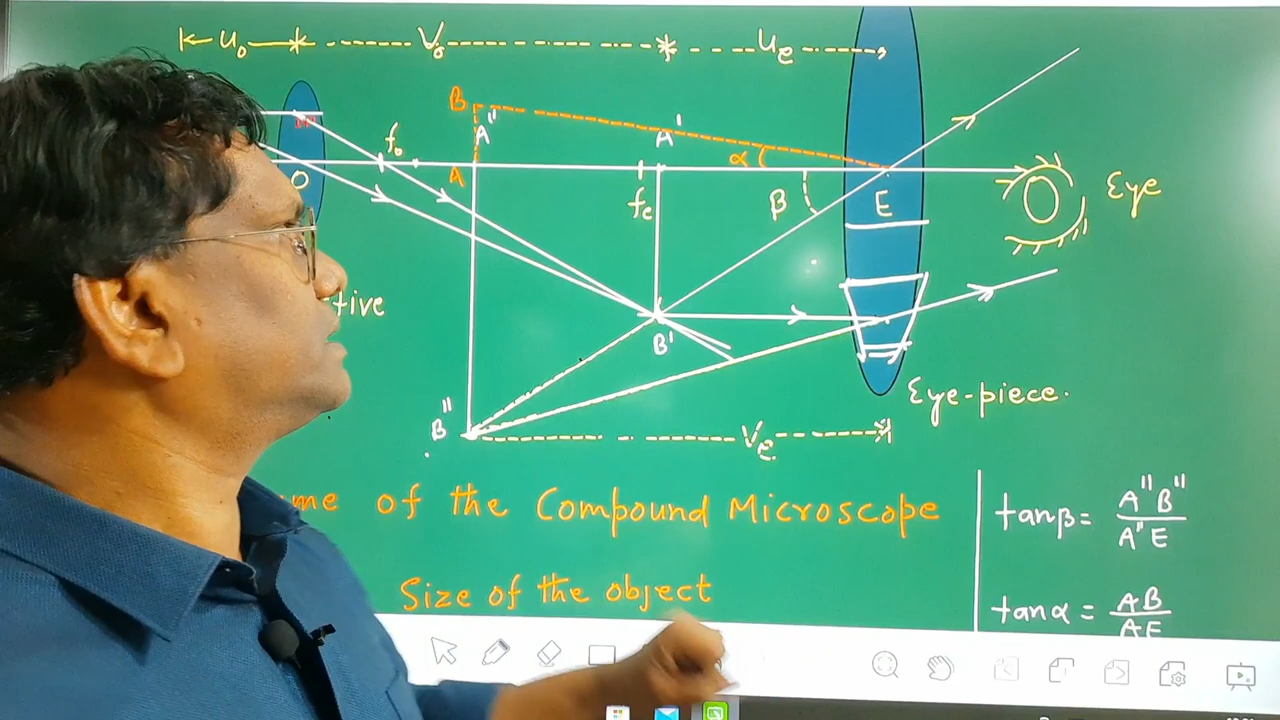 u₀ V₀ uₑ
B
A" A'
f₀ α
O A
fₑ β E Eye
tive
B'
B" Eye-piece.
Vₑ
me of the Compound Microscope
tanβ = A"B" / A"E
Size of the object
tanα = AB / AE